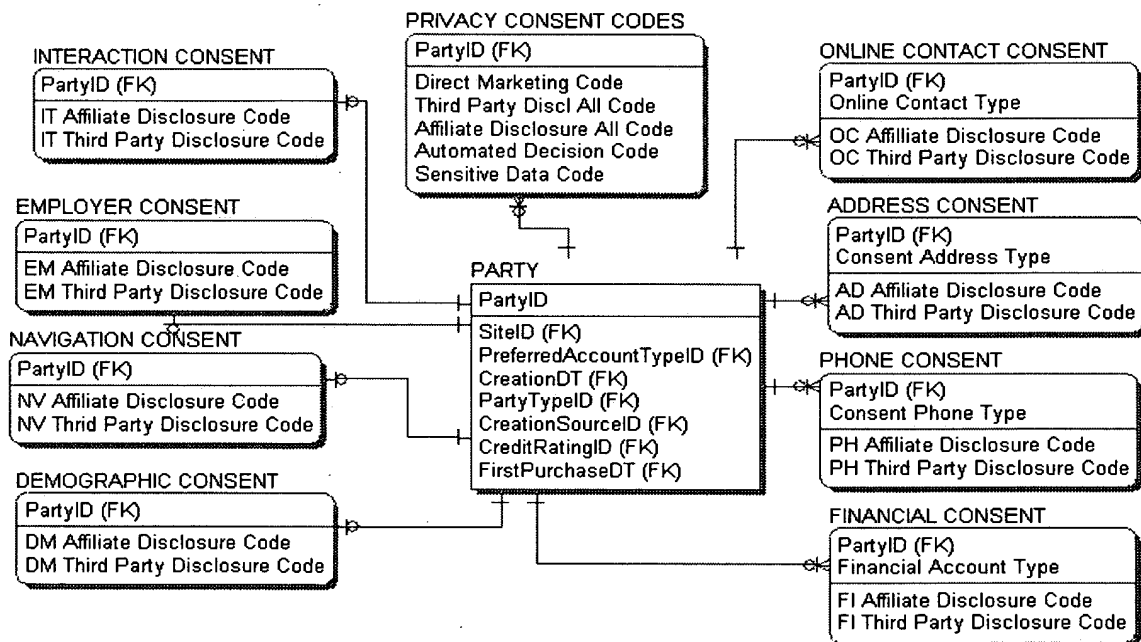 INTERACTION CONSENT
PartyID (FK)
IT Affiliate Disclosure Code
IT Third Party Disclosure Code
EMPLOYER CONSENT
PartyID (FK)
EM Affiliate Disclosure Code
EM Third Party Disclosure Code
NAVIGATION CONSENT
PartyID (FK)
NV Affiliate Disclosure Code
NV Thrid Party Disclosure Code
DEMOGRAPHIC CONSENT
PartyID (FK)
DM Affiliate Disclosure Code
DM Third Party Disclosure Code
PRIVACY CONSENT CODES
PartyID (FK)
Direct Marketing Code
Third Party Discl All Code
Affiliate Disclosure All Code
Automated Decision Code
Sensitive Data Code
PARTY
PartyID
SiteID (FK)
PreferredAccountTypeID (FK)
CreationDT (FK)
PartyTypeID (FK)
CreationSourceID (FK)
CreditRatingID (FK)
FirstPurchaseDT (FK)
ONLINE CONTACT CONSENT
PartyID (FK)
Online Contact Type
OC Affilliate Disclosure Code
OC Third Party Disclosure Code
ADDRESS CONSENT
PartyID (FK)
Consent Address Type
AD Affiliate Disclosure Code
AD Third Party Disclosure Code
PHONE CONSENT
PartyID (FK)
Consent Phone Type
PH Affiliate Disclosure Code
PH Third Party Disclosure Code
FINANCIAL CONSENT
PartyID (FK)
Financial Account Type
FI Affiliate Disclosure Code
FI Third Party Disclosure Code